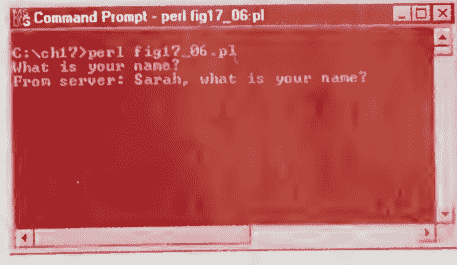 Command Prompt - perl fig17_06.pl
C:\ch17>perl fig17_06.pl
What is your name?
From server: Sarah, what is your name?